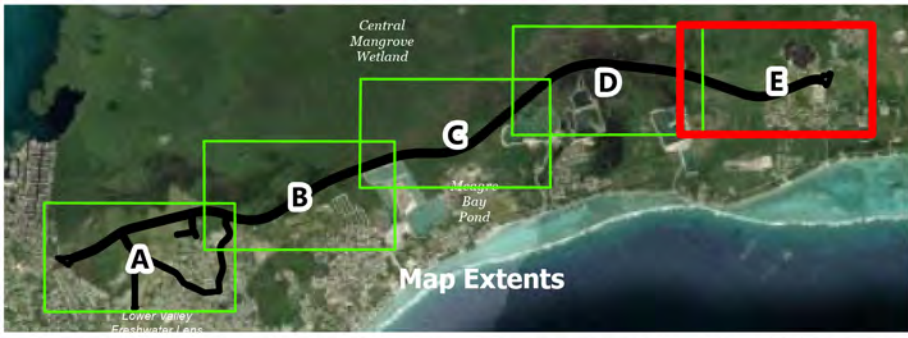 Central
Mangrove
Wetland
D
E
C
B
Meagre
Bay
Pond
A
Map Extents
Lower Valley
Freshwater Lens